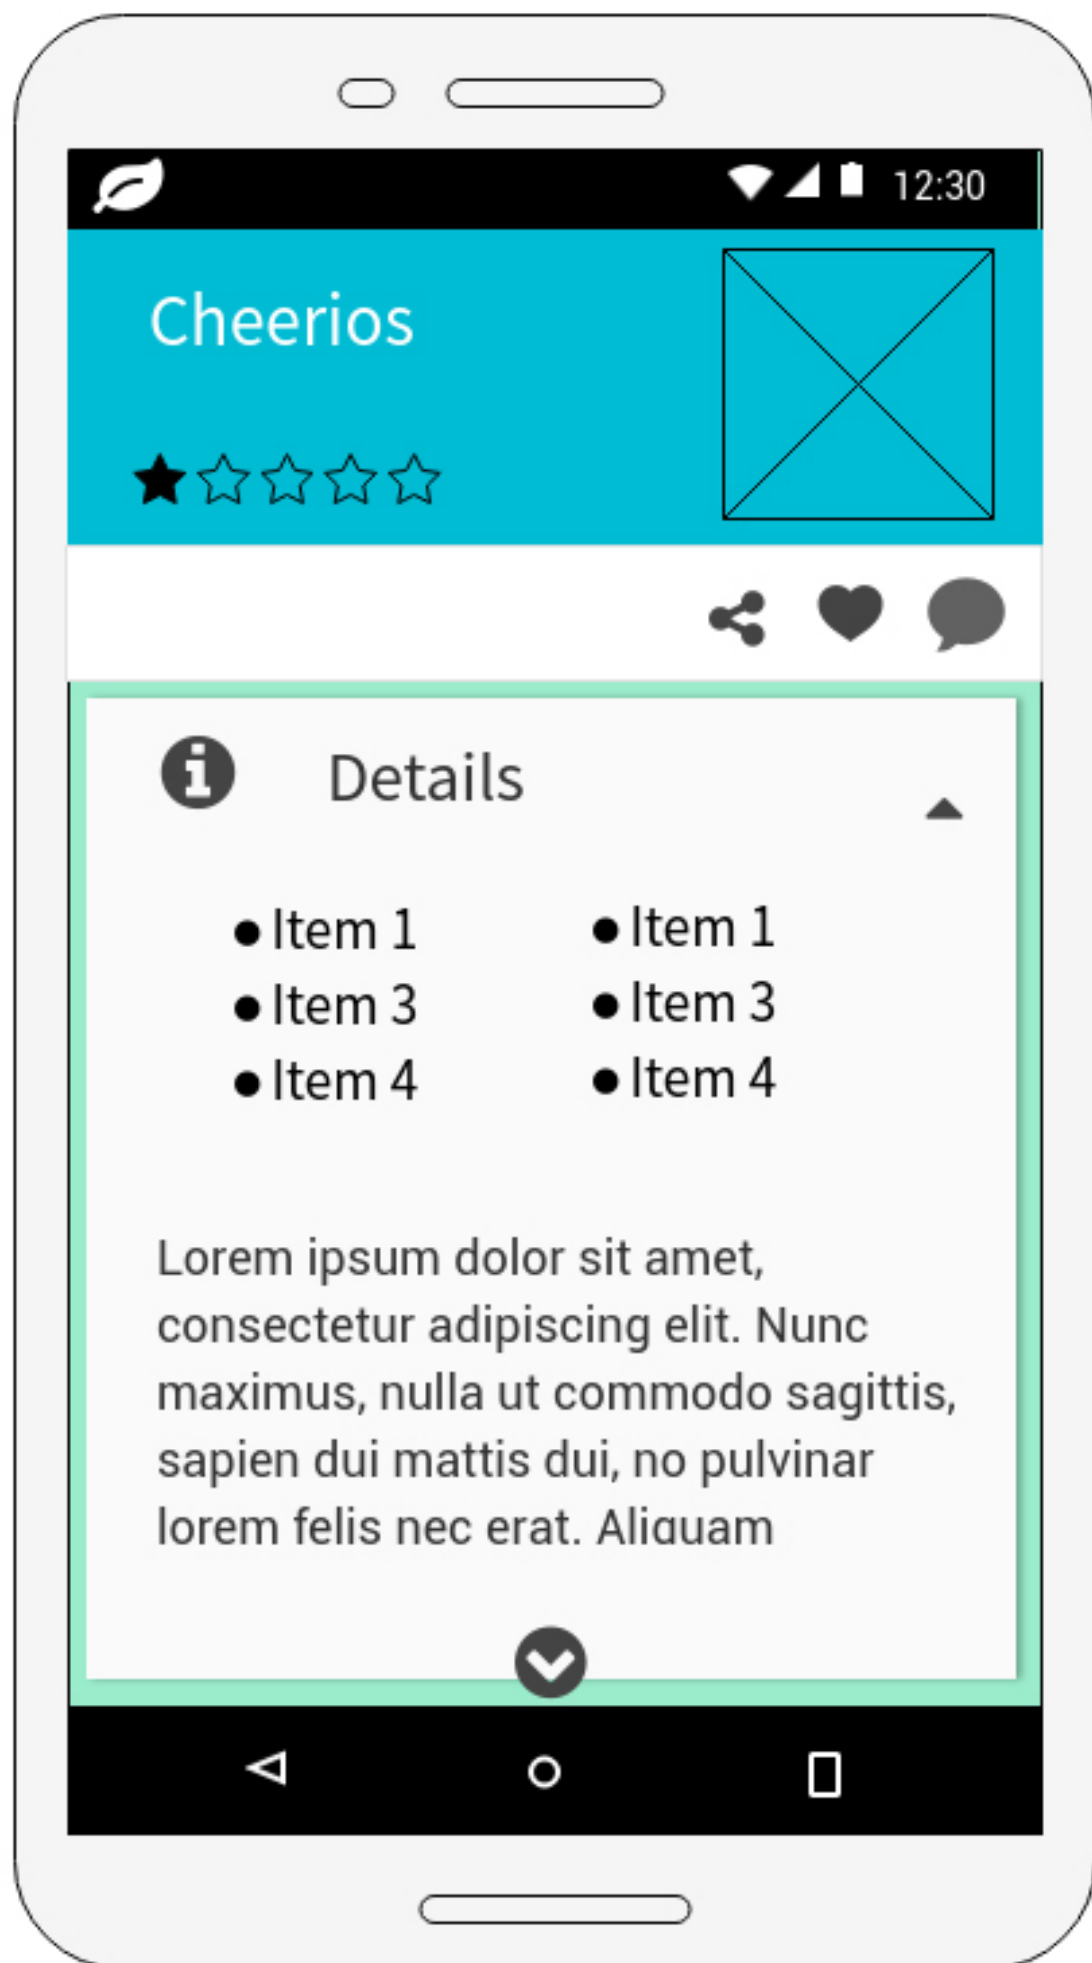 12:30
Cheerios
Details
Item 1
Item 3
Item 4
Item 1
Item 3
Item 4
Lorem ipsum dolor sit amet,
consectetur adipiscing elit. Nunc
maximus, nulla ut commodo sagittis,
sapien dui mattis dui, no pulvinar
lorem felis nec erat. Aliquam